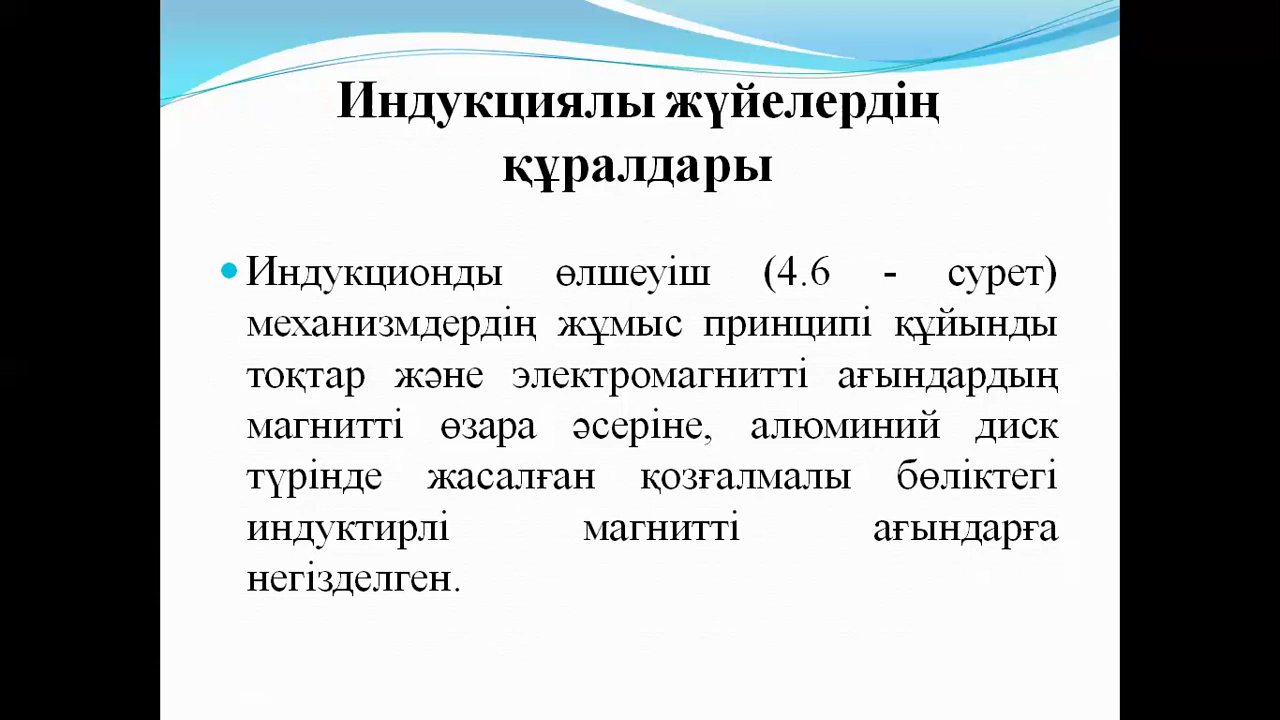 Индукциялы жүйелердің
құралдары
Индукционды өлшеуіш (4.6 - сурет)
механизмдердің жұмыс принципі құйынды
тоқтар және электромагнитті ағындардың
магнитті өзара әсеріне, алюминий диск
түрінде жасалған қозғалмалы бөліктегі
индуктирлі магнитті ағындарға
негізделген.